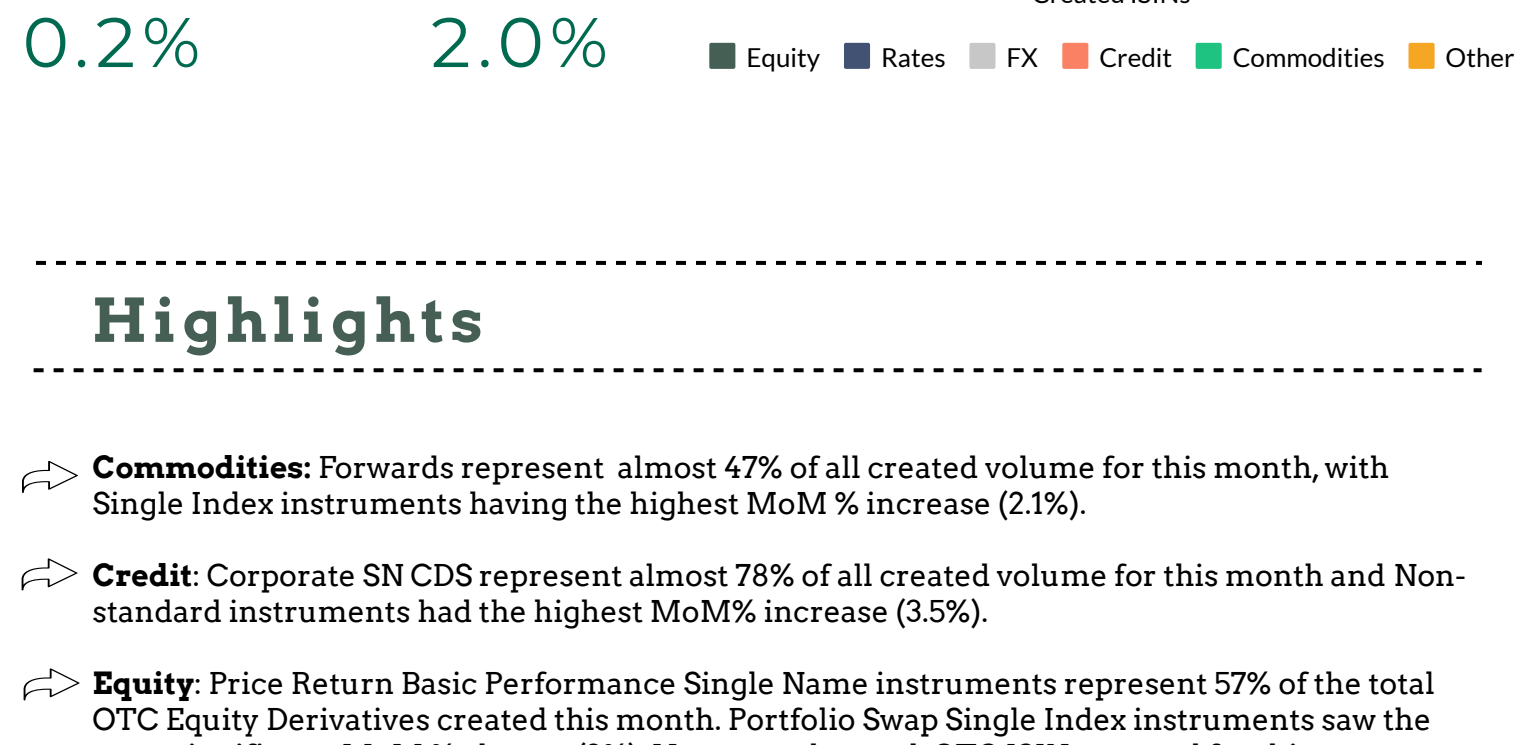 0.2% 2.0%
Equity Rates FX Credit Commodities Other
Highlights
Commodities: Forwards represent almost 47% of all created volume for this month, with
Single Index instruments having the highest MoM % increase (2.1%).
Credit: Corporate SN CDS represent almost 78% of all created volume for this month and Non-
standard instruments had the highest MoM% increase (3.5%).
Equity: Price Return Basic Performance Single Name instruments represent 57% of the total
OTC Equity Derivatives created this month. Portfolio Swap Single Index instruments saw the